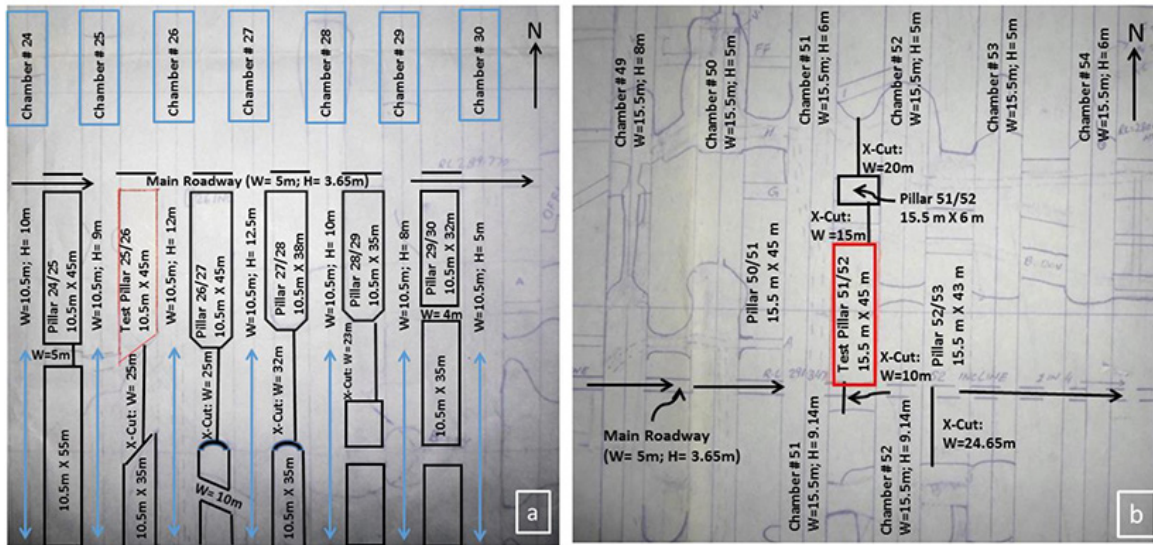 Chamber # 24
Chamber # 25
Chamber # 26
Chamber # 27
Chamber # 28
Chamber # 29
Chamber # 30
N
RL 289.770
Main Roadway (W= 5m; H= 3.65m)
W=10.5m; H= 10m
Pillar 24/25
10.5m X 45m
W=10.5m; H= 9m
Test Pillar 25/26
10.5m X 45m
W=10.5m; H= 12m
Pillar 26/27
10.5m X 45m
W=10.5m; H= 12.5m
Pillar 27/28
10.5m X 38m
W=10.5m; H= 10m
Pillar 28/29
10.5m X 35m
W=10.5m; H= 8m
Pillar 29/30
10.5m X 32m
W=10.5m; H= 5m
W=5m
X-Cut: W= 25m
X-Cut: W=25m
X-Cut: W= 32m
X-Cut: W= 23m
W= 4m
10.5m X 55m
10.5m X 35m
W= 10m
10.5m X 35m
10.5m X 35m
A
a
Chamber # 49
W=15.5m; H= 8m
Chamber # 50
W=15.5m; H= 5m
Chamber #51
W=15.5m; H= 6m
Chamber # 52
W=15.5m; H= 5m
Chamber # 53
W=15.5m; H= 5m
Chamber # 54
W=15.5m; H= 6m
N
FF
H
G
X-Cut:
W=20m
Pillar 51/52
15.5 m X 6 m
X-Cut:
W =15m
Pillar 50/51
15.5 m X 45 m
Test Pillar 51/52
15.5 m X 45 m
Pillar 52/53
15.5 m X 43 m
X-Cut:
W=10m
52 INCLINE
Main Roadway
(W= 5m; H= 3.65m)
X-Cut:
W=24.65m
Chamber # 51
W=15.5m; H= 9.14m
Chamber # 52
W=15.5m; H= 9.14m
b